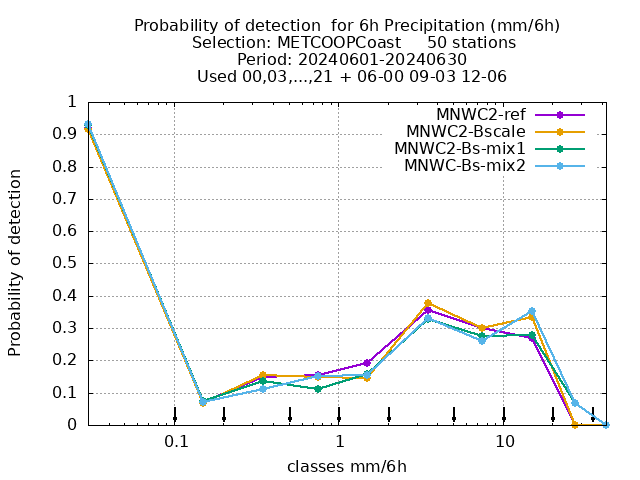 Probability of detection  for 6h Precipitation (mm/6h)
Selection: METCOOPCoast     50 stations
Period: 20240601-20240630
Used 00,03,...,21 + 06-00 09-03 12-06
MNWC2-ref
MNWC2-Bscale
MNWC2-Bs-mix1
MNWC-Bs-mix2
Probability of detection
1
0.9
0.8
0.7
0.6
0.5
0.4
0.3
0.2
0.1
0
0.1 1 10
classes mm/6h